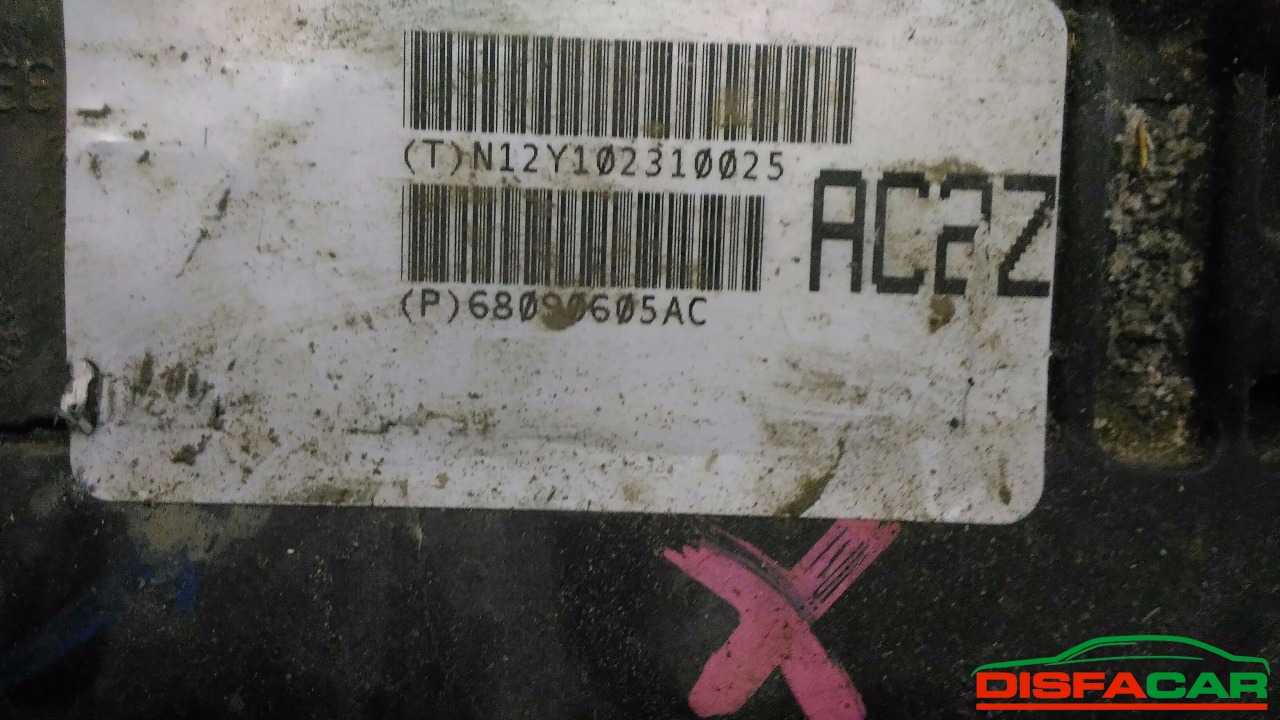 (T)N12Y102310025
AC2Z
(P)68090605AC
DISFACAR